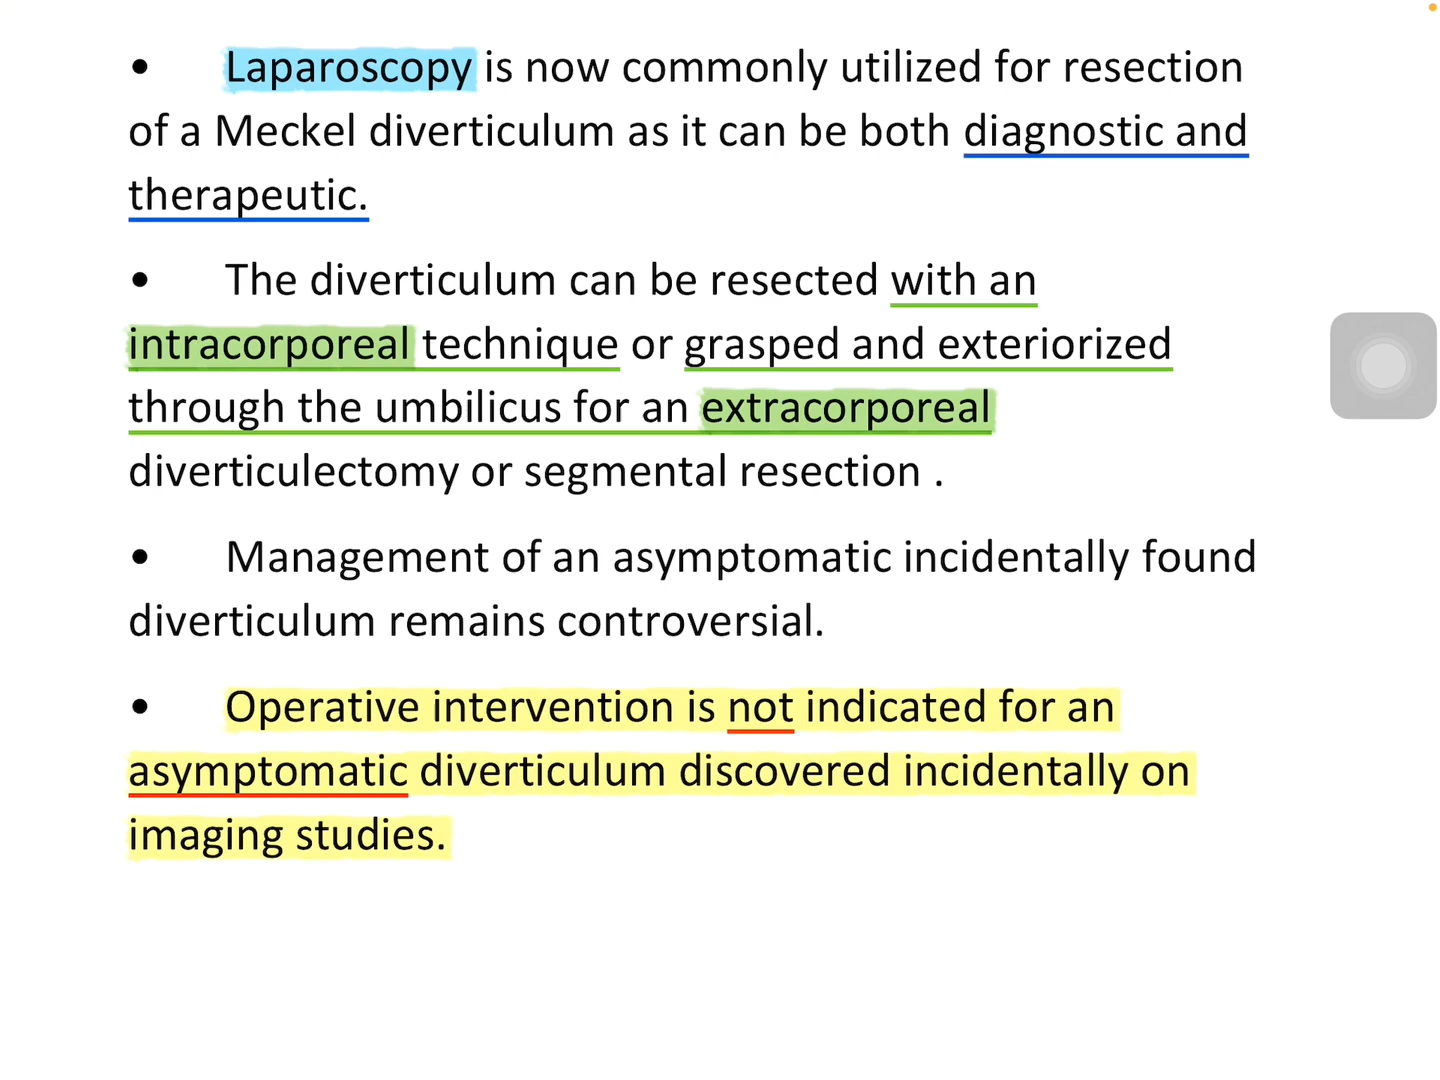 • Laparoscopy is now commonly utilized for resection
of a Meckel diverticulum as it can be both diagnostic and
therapeutic.
• The diverticulum can be resected with an
intracorporeal technique or grasped and exteriorized
through the umbilicus for an extracorporeal
diverticulectomy or segmental resection .
• Management of an asymptomatic incidentally found
diverticulum remains controversial.
• Operative intervention is not indicated for an
asymptomatic diverticulum discovered incidentally on
imaging studies.